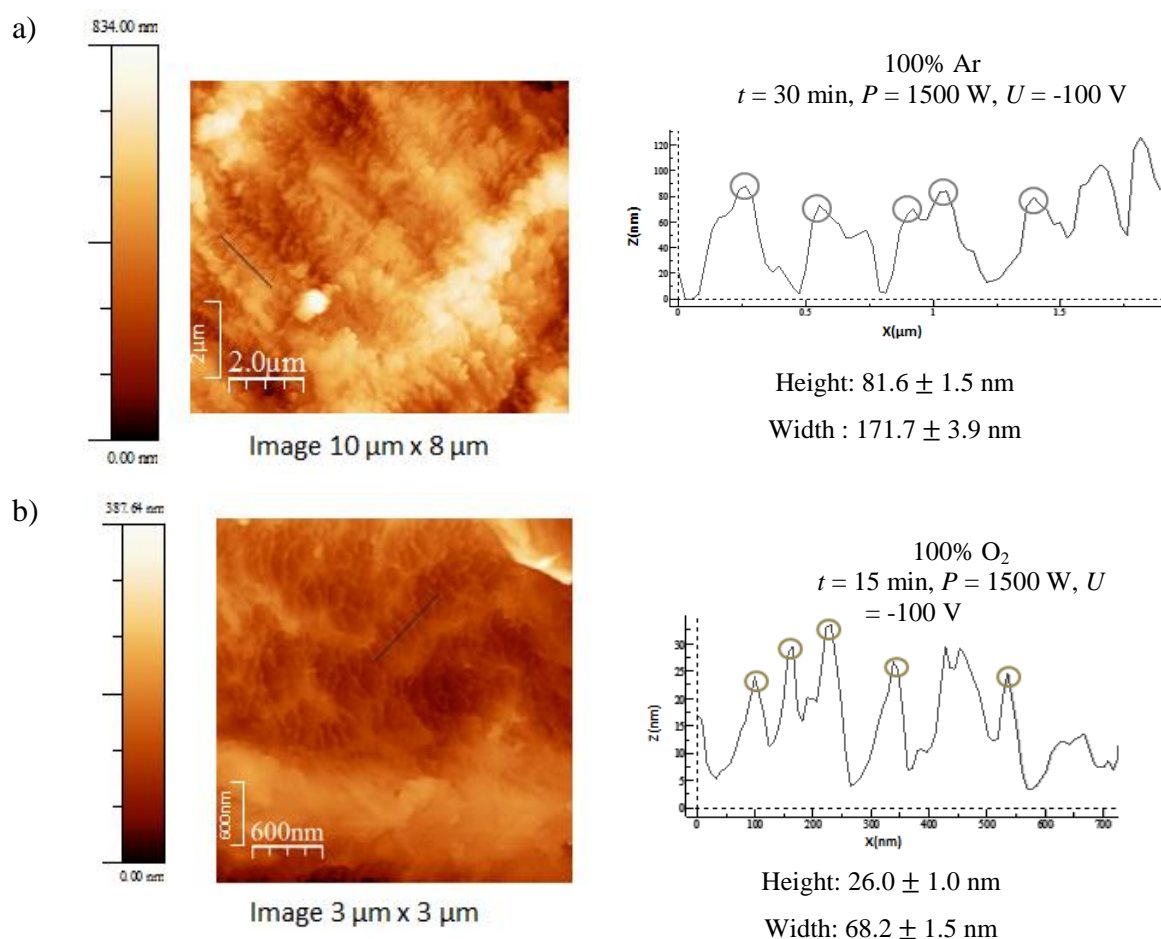 a)
834.00 nm
0.00 nm
2µm
2.0µm
Image 10 µm x 8 µm
100% Ar
t = 30 min, P = 1500 W, U = -100 V
Z(nm)
120
100
80
60
40
20
0
0 0.5 1 1.5
X(µm)
Height: 81.6 ± 1.5 nm
Width : 171.7 ± 3.9 nm
b)
387.64 nm
0.00 nm
600nm
600nm
Image 3 µm x 3 µm
100% O₂
t = 15 min, P = 1500 W, U
= -100 V
Z(nm)
30
25
20
15
10
5
0
0 100 200 300 400 500 600 700
X(nm)
Height: 26.0 ± 1.0 nm
Width: 68.2 ± 1.5 nm